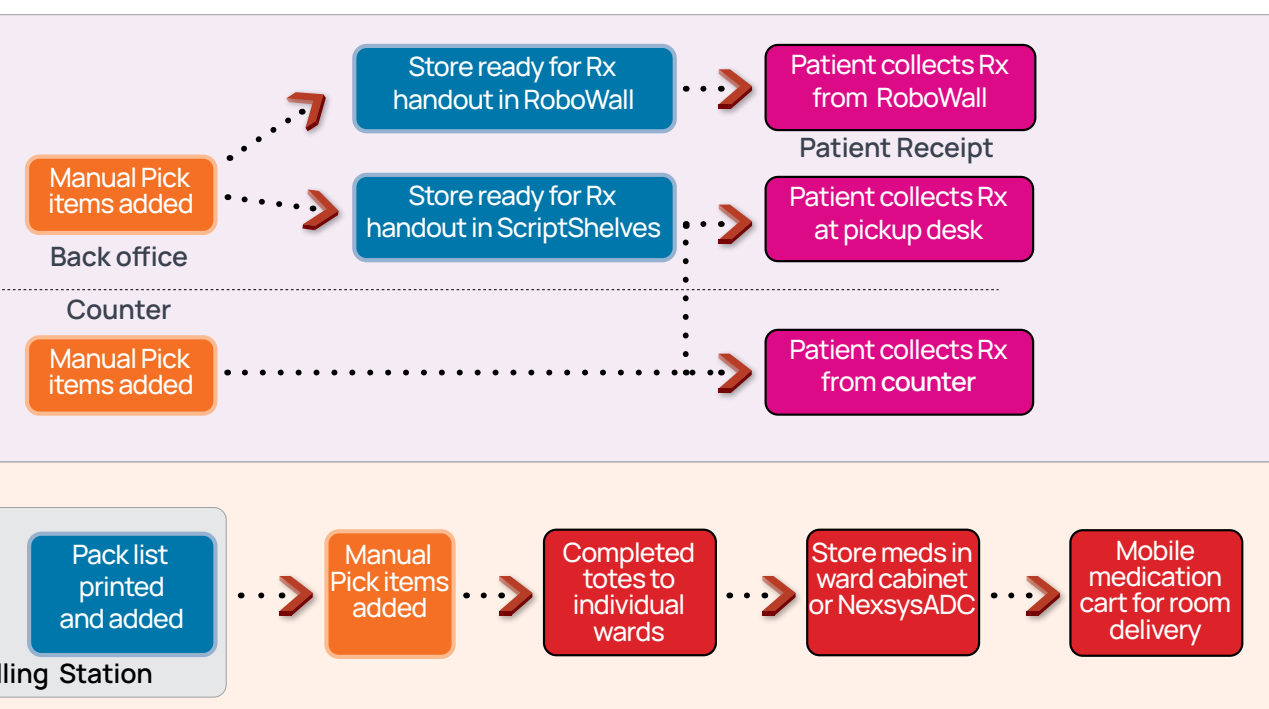 Store ready for Rx
handout in RoboWall
Patient collects Rx
from RoboWall
Patient Receipt
Manual Pick
items added
Back office
Store ready for Rx
handout in ScriptShelves
Patient collects Rx
at pickup desk
Counter
Manual Pick
items added
Patient collects Rx
from counter
Pack list
printed
and added
lling Station
Manual
Pick items
added
Completed
totes to
individual
wards
Store meds in
ward cabinet
or NexsysADC
Mobile
medication
cart for room
delivery